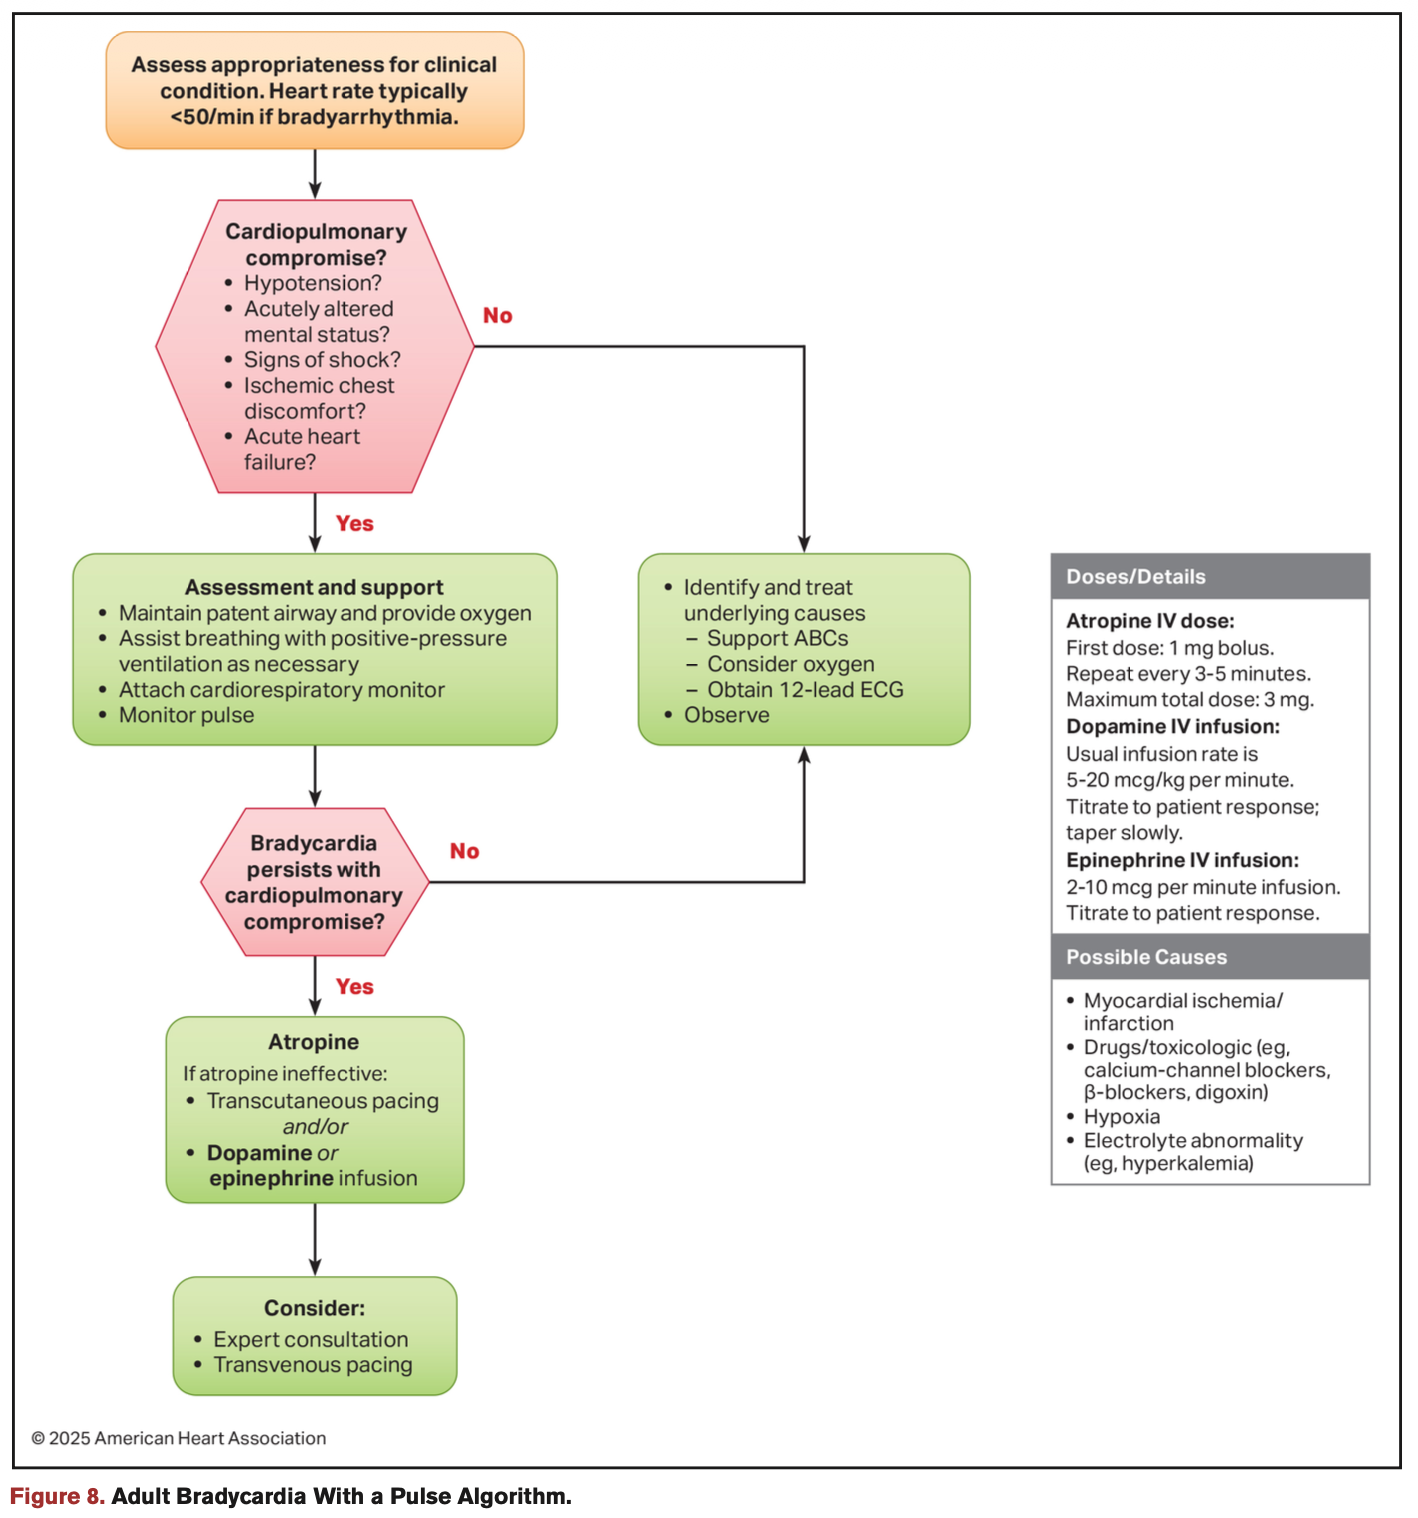 Assess appropriateness for clinical
condition. Heart rate typically
<50/min if bradyarrhythmia.
Cardiopulmonary
compromise?
• Hypotension?
• Acutely altered
mental status?
• Signs of shock?
• Ischemic chest
discomfort?
• Acute heart
failure?
No
Yes
Assessment and support
• Maintain patent airway and provide oxygen
• Assist breathing with positive-pressure
ventilation as necessary
• Attach cardiorespiratory monitor
• Monitor pulse
• Identify and treat
underlying causes
– Support ABCs
– Consider oxygen
– Obtain 12-lead ECG
• Observe
Bradycardia
persists with
cardiopulmonary
compromise?
No
Yes
Atropine
If atropine ineffective:
• Transcutaneous pacing
and/or
• Dopamine or
epinephrine infusion
Consider:
• Expert consultation
• Transvenous pacing
Doses/Details
Atropine IV dose:
First dose: 1 mg bolus.
Repeat every 3-5 minutes.
Maximum total dose: 3 mg.
Dopamine IV infusion:
Usual infusion rate is
5-20 mcg/kg per minute.
Titrate to patient response;
taper slowly.
Epinephrine IV infusion:
2-10 mcg per minute infusion.
Titrate to patient response.
Possible Causes
• Myocardial ischemia/
infarction
• Drugs/toxicologic (eg,
calcium-channel blockers,
β-blockers, digoxin)
• Hypoxia
• Electrolyte abnormality
(eg, hyperkalemia)
© 2025 American Heart Association
Figure 8. Adult Bradycardia With a Pulse Algorithm.